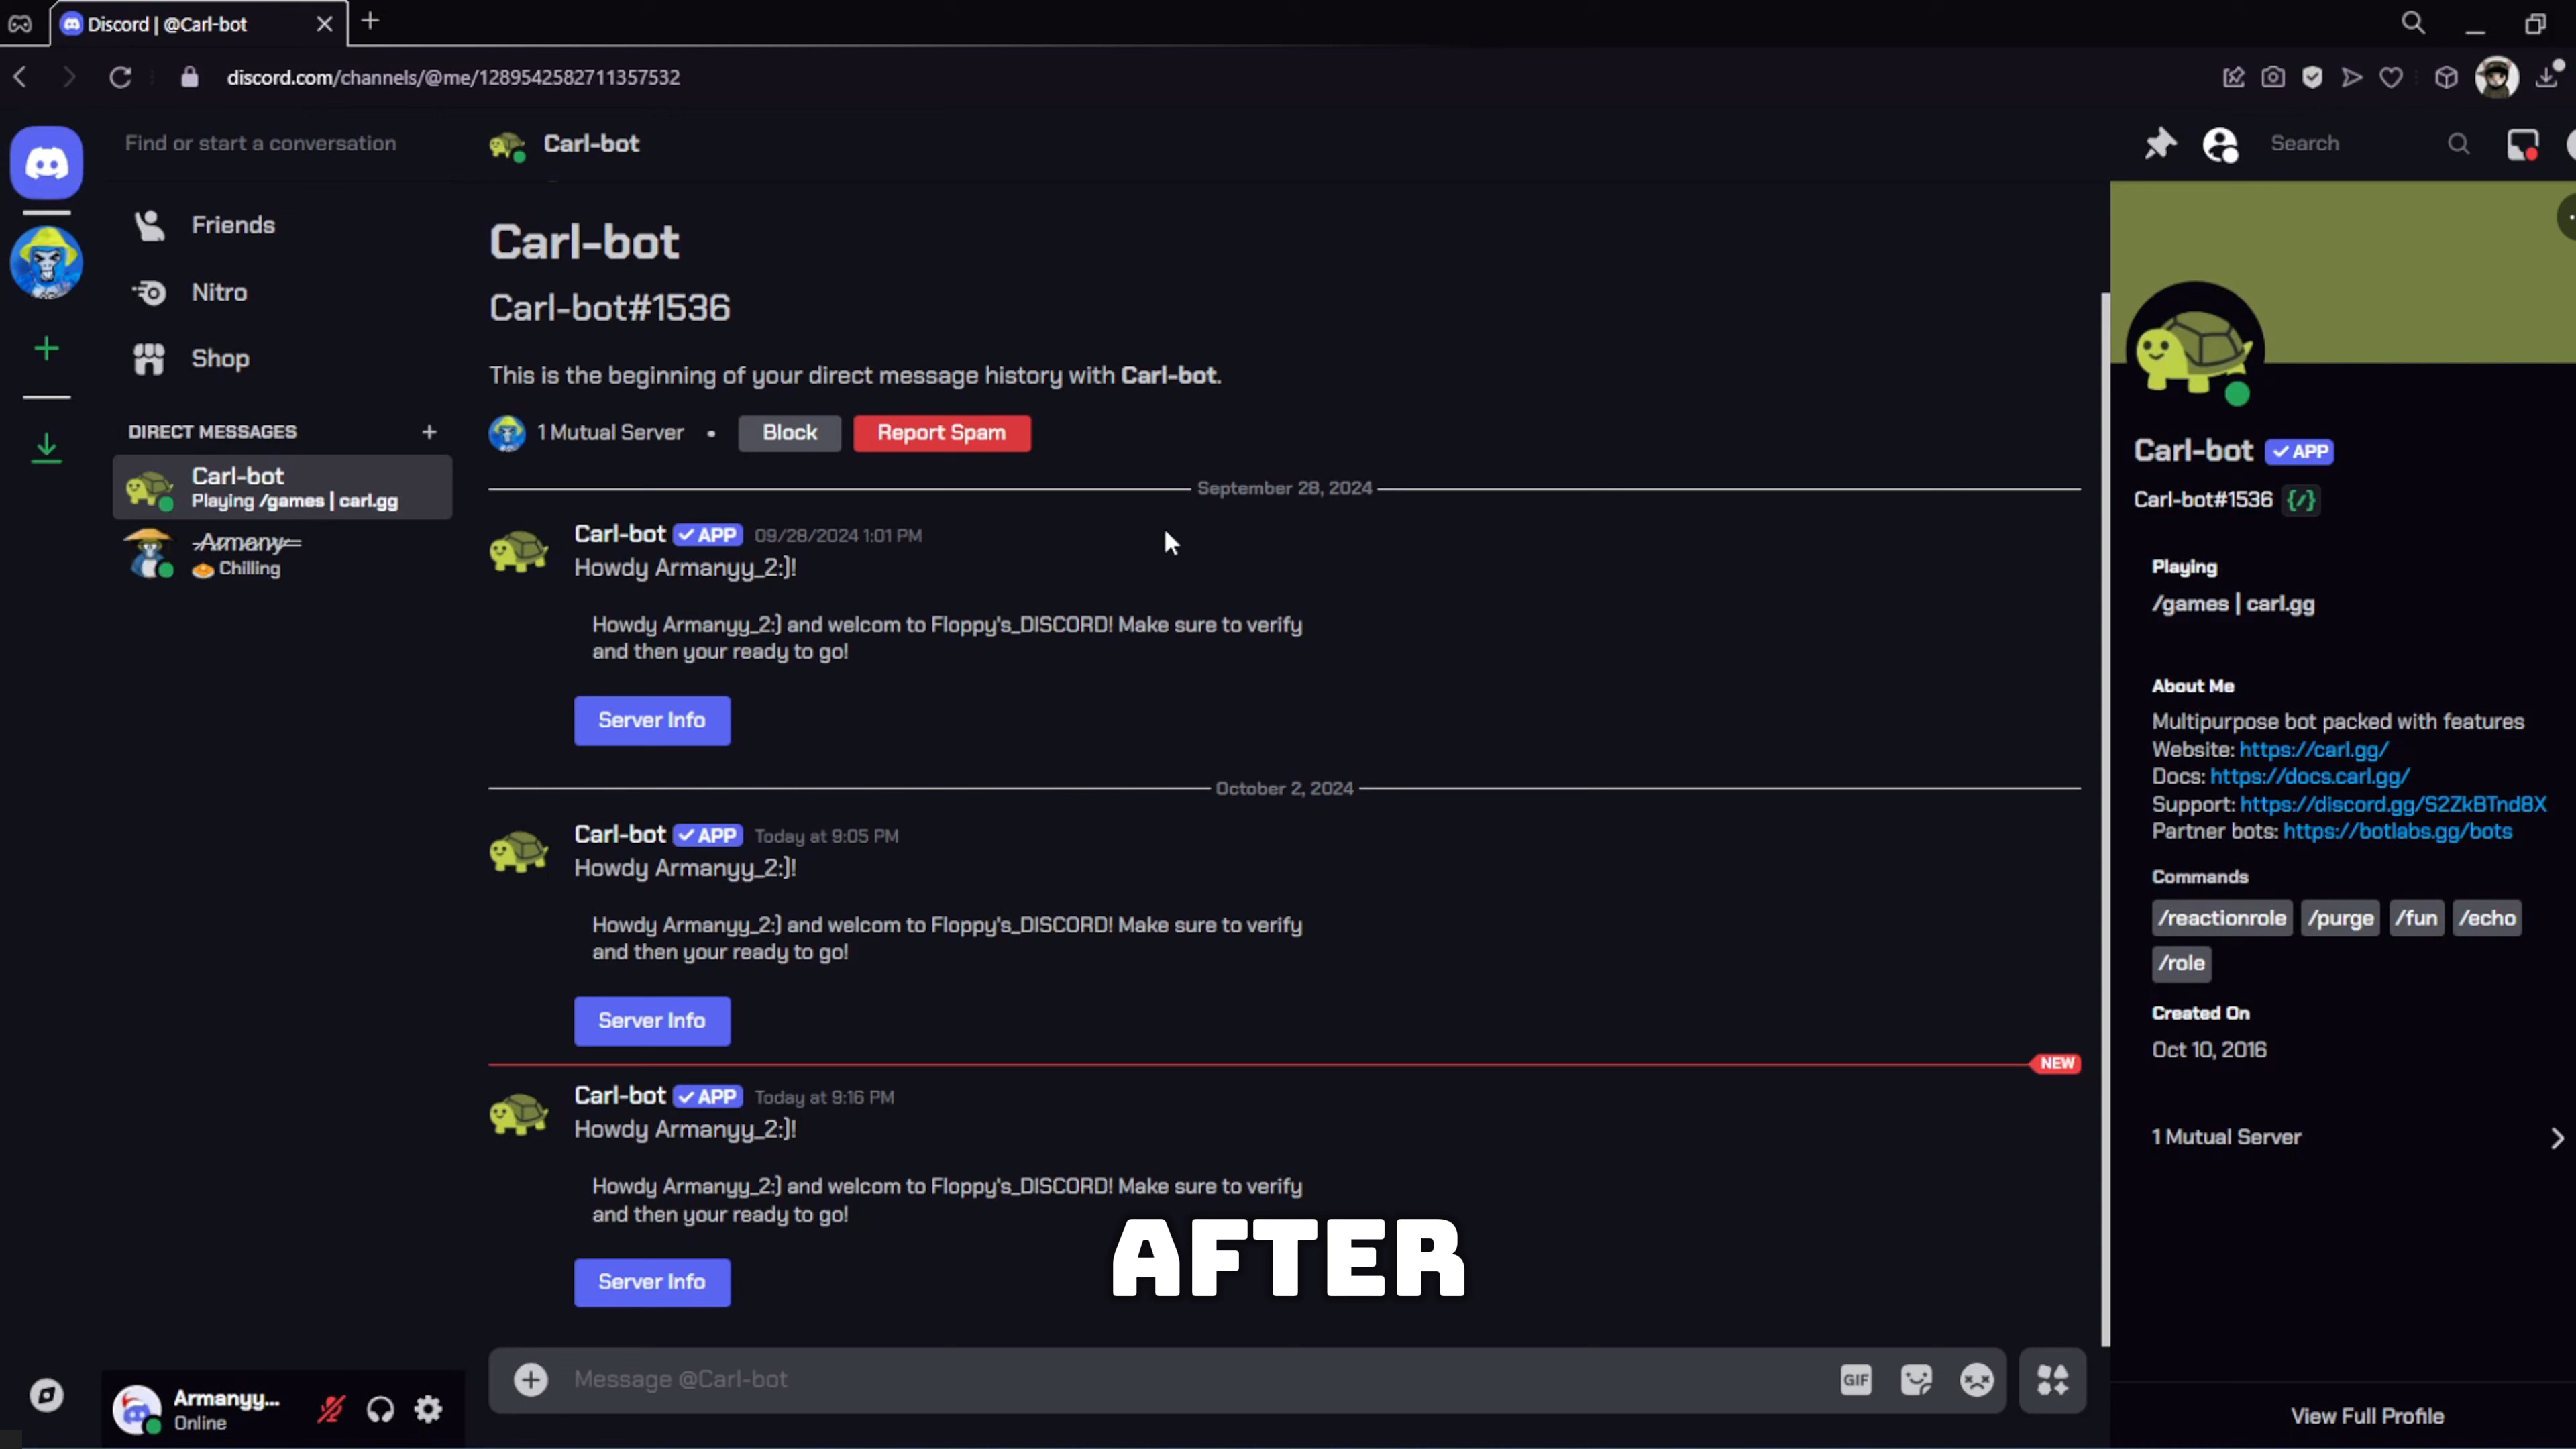 Discord | @Carl-bot
discord.com/channels/@me/1289542582711357532
Find or start a conversation
Friends
Nitro
Shop
DIRECT MESSAGES
Carl-bot
Playing /games | carl.gg
Armany
Chilling
Armanyy...
Online
Carl-bot
Carl-bot
Carl-bot#1536
This is the beginning of your direct message history with Carl-bot.
1 Mutual Server
Block
Report Spam
September 28, 2024
Carl-bot APP 09/28/2024 1:01 PM
Howdy Armanyy_2:)!
Howdy Armanyy_2:) and welcom to Floppy's_DISCORD! Make sure to verify
and then your ready to go!
Server Info
October 2, 2024
Carl-bot APP Today at 9:05 PM
Howdy Armanyy_2:)!
Howdy Armanyy_2:) and welcom to Floppy's_DISCORD! Make sure to verify
and then your ready to go!
Server Info
NEW
Carl-bot APP Today at 9:16 PM
Howdy Armanyy_2:)!
Howdy Armanyy_2:) and welcom to Floppy's_DISCORD! Make sure to verify
and then your ready to go!
AFTER
Server Info
Message @Carl-bot
GIF
Search
Carl-bot APP
Carl-bot#1536 {/}
Playing
/games | carl.gg
About Me
Multipurpose bot packed with features
Website: https://carl.gg/
Docs: https://docs.carl.gg/
Support: https://discord.gg/S2ZkBTnd8X
Partner bots: https://botlabs.gg/bots
Commands
/reactionrole /purge /fun /echo
/role
Created On
Oct 10, 2016
1 Mutual Server
View Full Profile